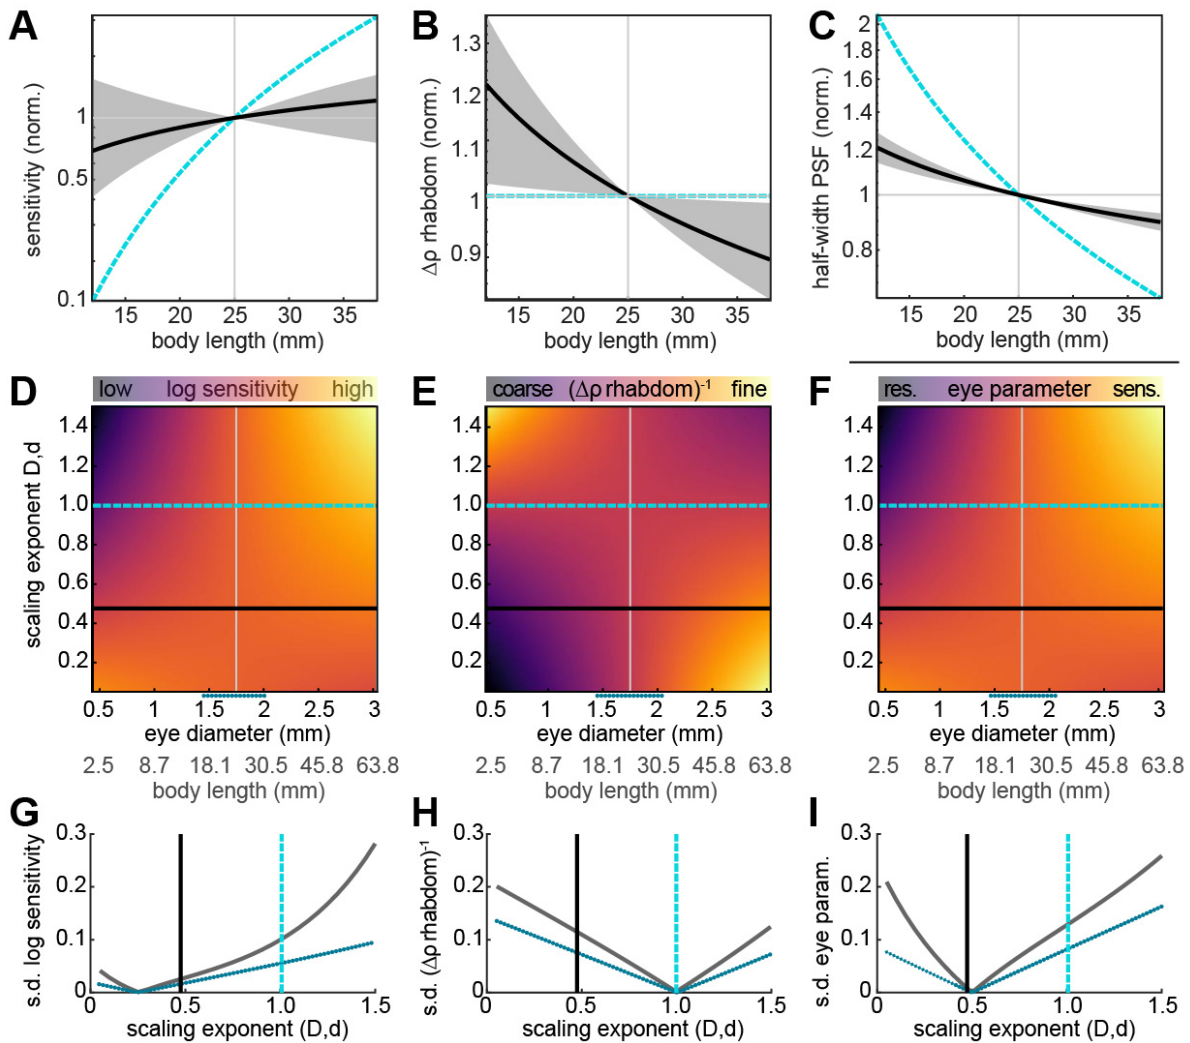 A
sensitivity (norm.)
1
0.5
0.1
15 20 25 30 35
body length (mm)
B
Δρ rhabdom (norm.)
1.3
1.2
1.1
1
0.9
15 20 25 30 35
body length (mm)
C
half-width PSF (norm.)
2
1.8
1.6
1.4
1.2
1
0.8
15 20 25 30 35
body length (mm)
D
low log sensitivity high
scaling exponent D,d
1.4
1.2
1.0
0.8
0.6
0.4
0.2
0.5 1 1.5 2 2.5 3
eye diameter (mm)
2.5 8.7 18.1 30.5 45.8 63.8
body length (mm)
E
coarse (Δρ rhabdom)-1 fine
1.4
1.2
1.0
0.8
0.6
0.4
0.2
0.5 1 1.5 2 2.5 3
eye diameter (mm)
2.5 8.7 18.1 30.5 45.8 63.8
body length (mm)
F
res. eye parameter sens.
1.4
1.2
1.0
0.8
0.6
0.4
0.2
0.5 1 1.5 2 2.5 3
eye diameter (mm)
2.5 8.7 18.1 30.5 45.8 63.8
body length (mm)
G
s.d. log sensitivity
0.3
0.2
0.1
0
0 0.5 1.0 1.5
scaling exponent (D,d)
H
s.d. (Δρ rhabdom)-1
0.3
0.2
0.1
0
0 0.5 1.0 1.5
scaling exponent (D,d)
I
s.d. eye param.
0.3
0.2
0.1
0
0 0.5 1.0 1.5
scaling exponent (D,d)